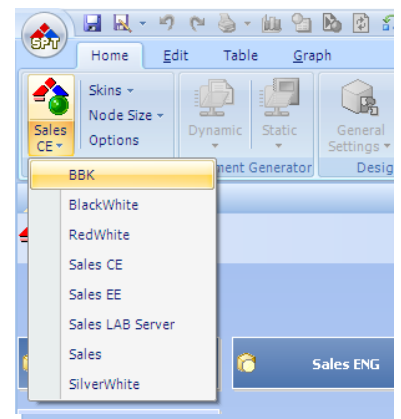 SPT
Home Edit Table Graph
Skins
Node Size
Options
Sales
CE
Dynamic
Static
General
Settings
ment Generator
Desig
BBK
BlackWhite
RedWhite
Sales CE
Sales EE
Sales LAB Server
Sales
SilverWhite
Sales ENG